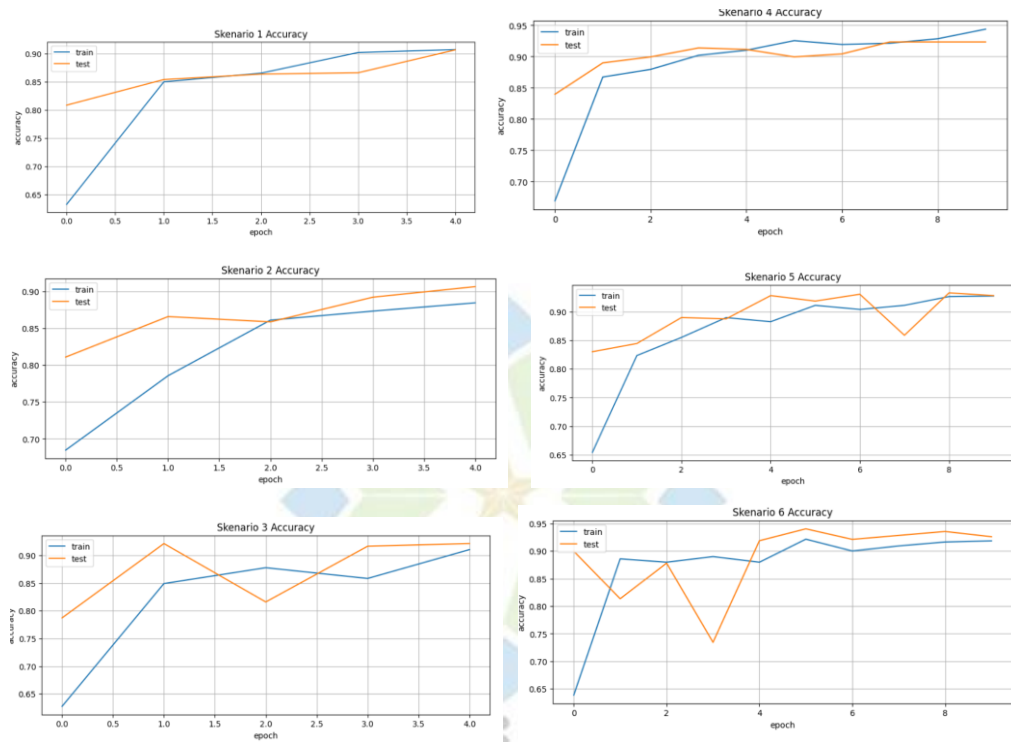 Skenario 1 Accuracy
train
test
accuracy
0.90
0.85
0.80
0.75
0.70
0.65
0.0 0.5 1.0 1.5 2.0 2.5 3.0 3.5 4.0
epoch
Skenario 4 Accuracy
train
test
accuracy
0.95
0.90
0.85
0.80
0.75
0.70
0 2 4 6 8
epoch
Skenario 2 Accuracy
train
test
accuracy
0.90
0.85
0.80
0.75
0.70
0.0 0.5 1.0 1.5 2.0 2.5 3.0 3.5 4.0
epoch
Skenario 5 Accuracy
train
test
accuracy
0.90
0.85
0.80
0.75
0.70
0.65
0 2 4 6 8
epoch
Skenario 3 Accuracy
train
test
accuracy
0.90
0.85
0.80
0.75
0.70
0.65
0.0 0.5 1.0 1.5 2.0 2.5 3.0 3.5 4.0
epoch
Skenario 6 Accuracy
train
test
accuracy
0.95
0.90
0.85
0.80
0.75
0.70
0.65
0 2 4 6 8
epoch